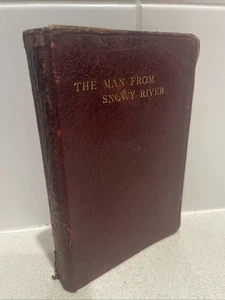 THE MAN FROM
SNOWY RIVER